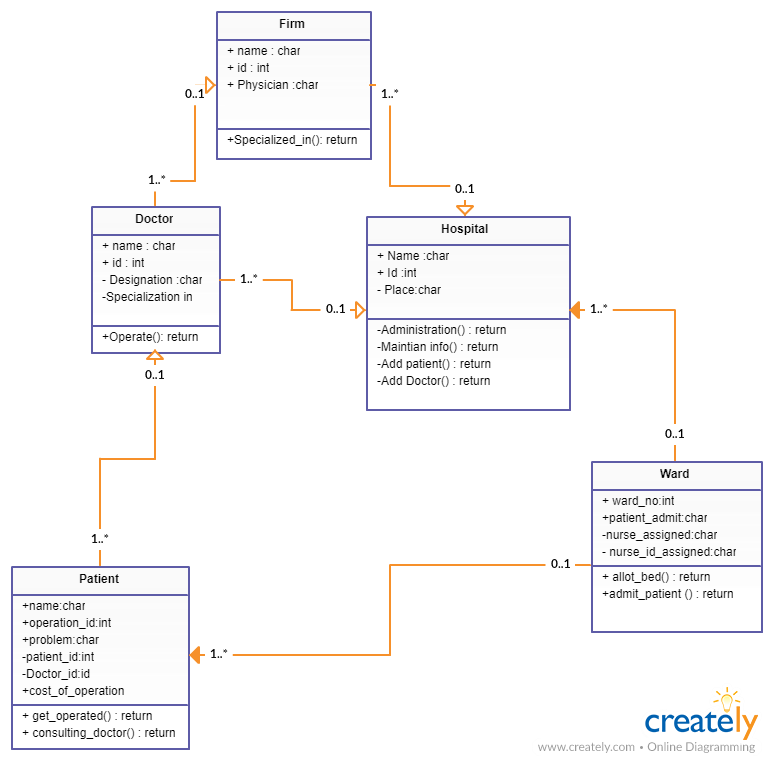 Firm
+ name : char
+ id : int
+ Physician :char
+Specialized_in(): return
0..1
1..*
1..*
0..1
Doctor
+ name : char
+ id : int
- Designation :char
-Specialization in
+Operate(): return
1..*
0..1
Hospital
+ Name :char
+ Id :int
- Place:char
-Administration() : return
-Maintian info() : return
-Add patient() : return
-Add Doctor() : return
1..*
0..1
0..1
1..*
Ward
+ ward_no:int
+patient_admit:char
-nurse_assigned:char
- nurse_id_assigned:char
+ allot_bed() : return
+admit_patient () : return
0..1
1..*
Patient
+name:char
+operation_id:int
+problem:char
-patient_id:int
-Doctor_id:id
+cost_of_operation
+ get_operated() : return
+ consulting_doctor() : return
creately
www.creately.com • Online Diagramming